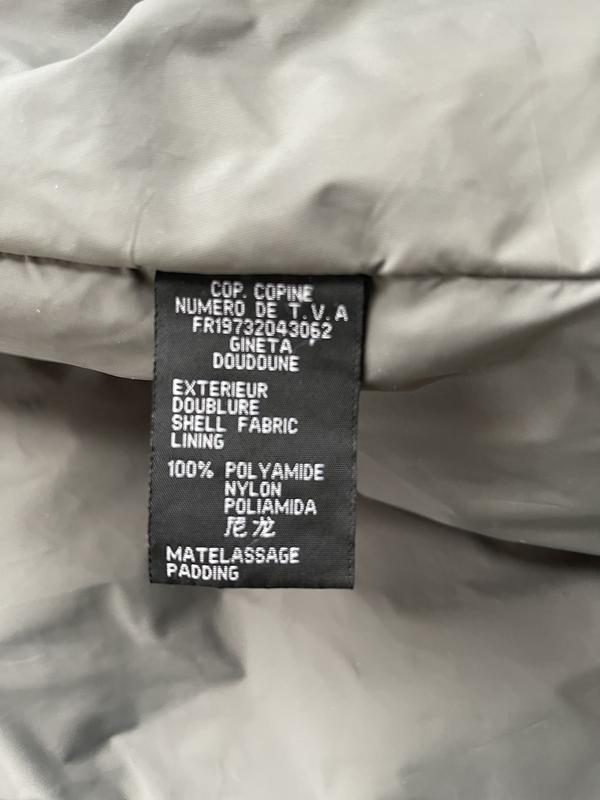 COP. COPINE
NUMERO DE T.V.A
FR19732043062
GINETA
DOUDOUNE
EXTERIEUR
DOUBLURE
SHELL FABRIC
LINING
100% POLYAMIDE
NYLON
POLIAMIDA
尼龙
MATELASSAGE
PADDING